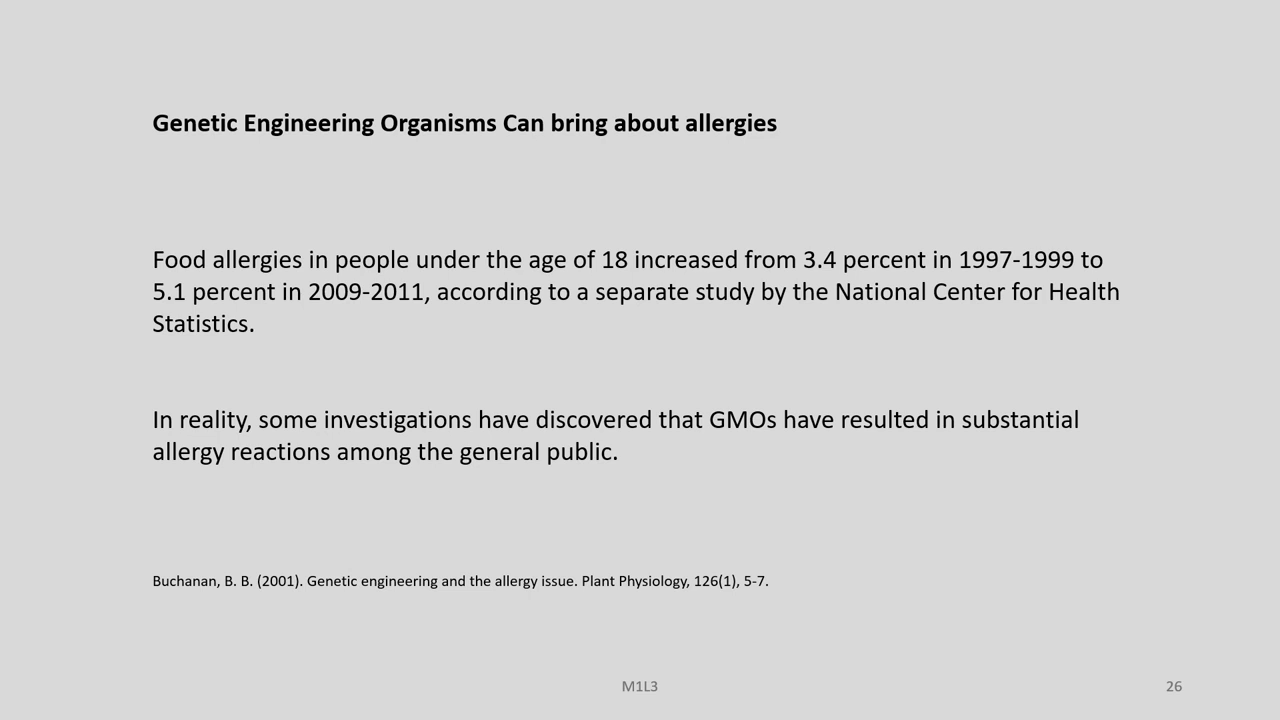 Genetic Engineering Organisms Can bring about allergies
Food allergies in people under the age of 18 increased from 3.4 percent in 1997-1999 to
5.1 percent in 2009-2011, according to a separate study by the National Center for Health
Statistics.
In reality, some investigations have discovered that GMOs have resulted in substantial
allergy reactions among the general public.
Buchanan, B. B. (2001). Genetic engineering and the allergy issue. Plant Physiology, 126(1), 5-7.
M1L3
26